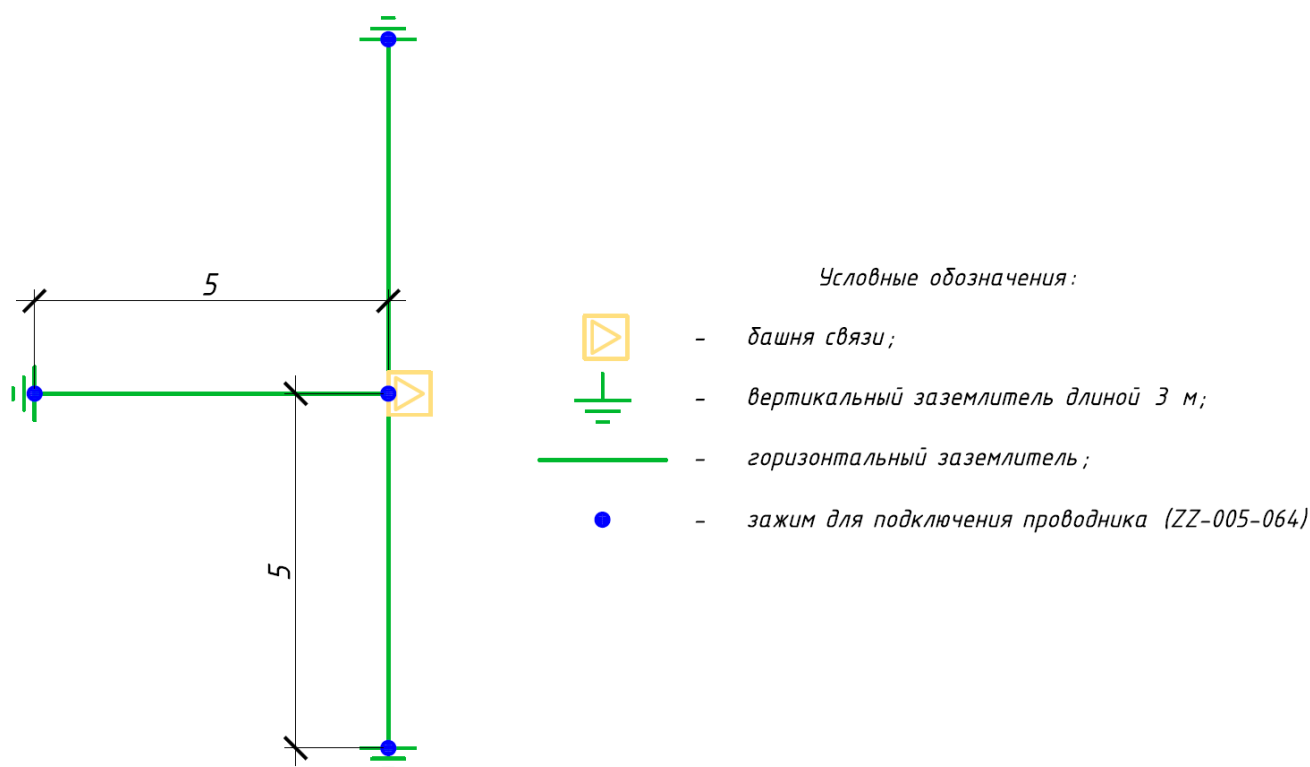 5
5
Условные обозначения:
- башня связи;
- вертикальный заземлитель длиной 3 м;
- горизонтальный заземлитель;
- зажим для подключения проводника (ZZ-005-064)